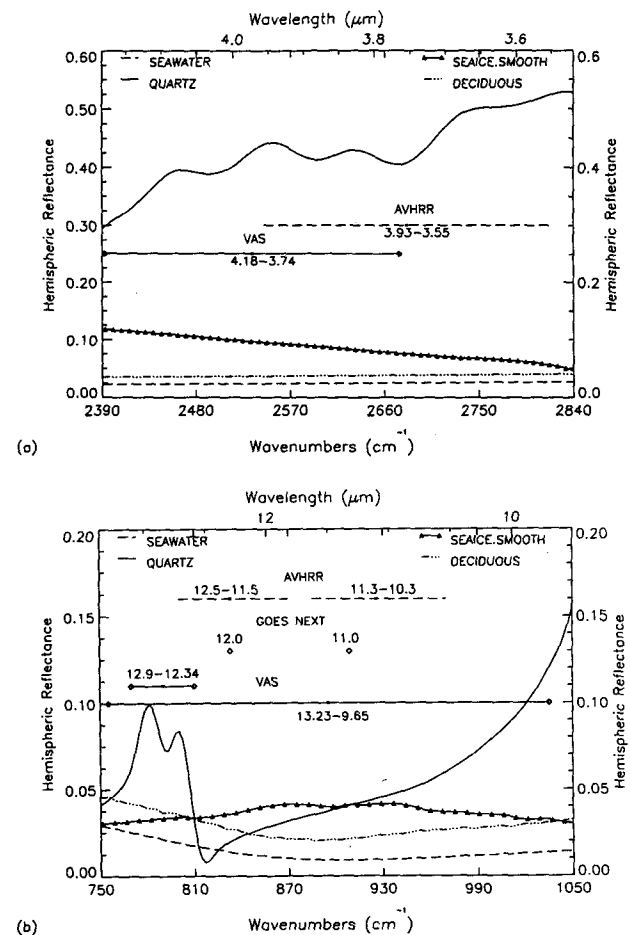 Wavelength (μm)
4.0 3.8 3.6
0.60 0.6
SEAWATER SEAICE.SMOOTH
QUARTZ DECIDUOUS
0.50
0.40 0.4
AVHRR
0.30
3.93–3.55
VAS
4.18–3.74
0.20 0.2
0.10
0.00 0.0
Hemispheric Reflectance
Hemispheric Reflectance
2390 2480 2570 2660 2750 2840
(a) Wavenumbers (cm⁻¹)
Wavelength (μm)
12 10
0.20 0.20
SEAWATER SEAICE.SMOOTH
QUARTZ DECIDUOUS
AVHRR
12.5–11.5 11.3–10.3
0.15 0.15
GOES NEXT
12.0 11.0
12.9–12.34 VAS
0.10 0.10
13.23–9.65
0.05 0.05
0.00 0.00
Hemispheric Reflectance
Hemispheric Reflectance
750 810 870 930 990 1050
(b) Wavenumbers (cm⁻¹)